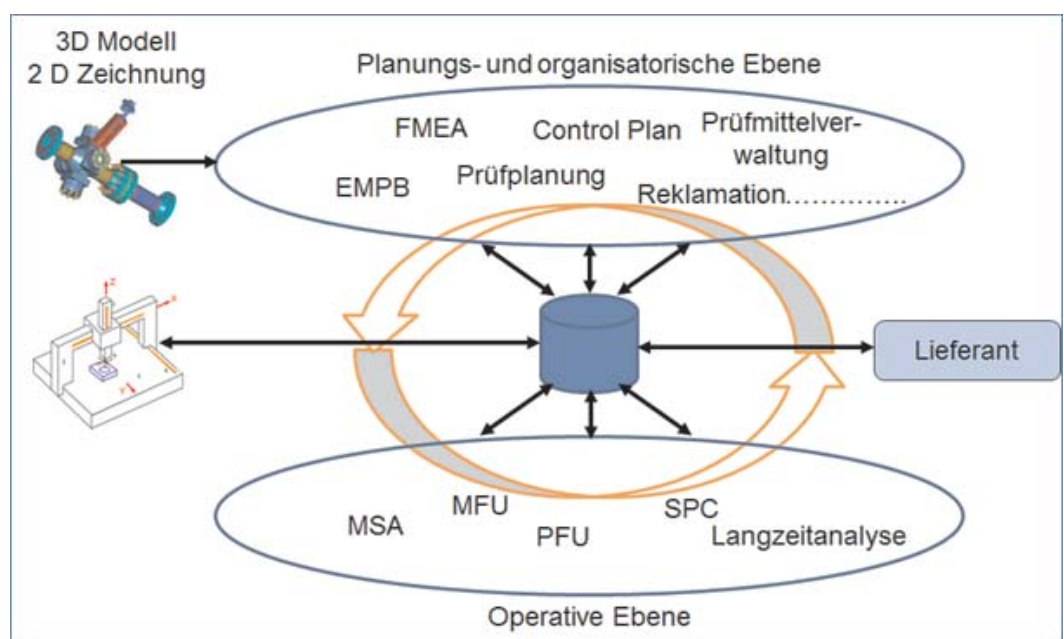 3D Modell
2 D Zeichnung
Planungs- und organisatorische Ebene
FMEA
Control Plan
Prüfmittelver-
waltung
EMPB
Prüfplanung
Reklamation…………..
Z
X
Y
Lieferant
MSA
MFU
PFU
SPC
Langzeitanalyse
Operative Ebene